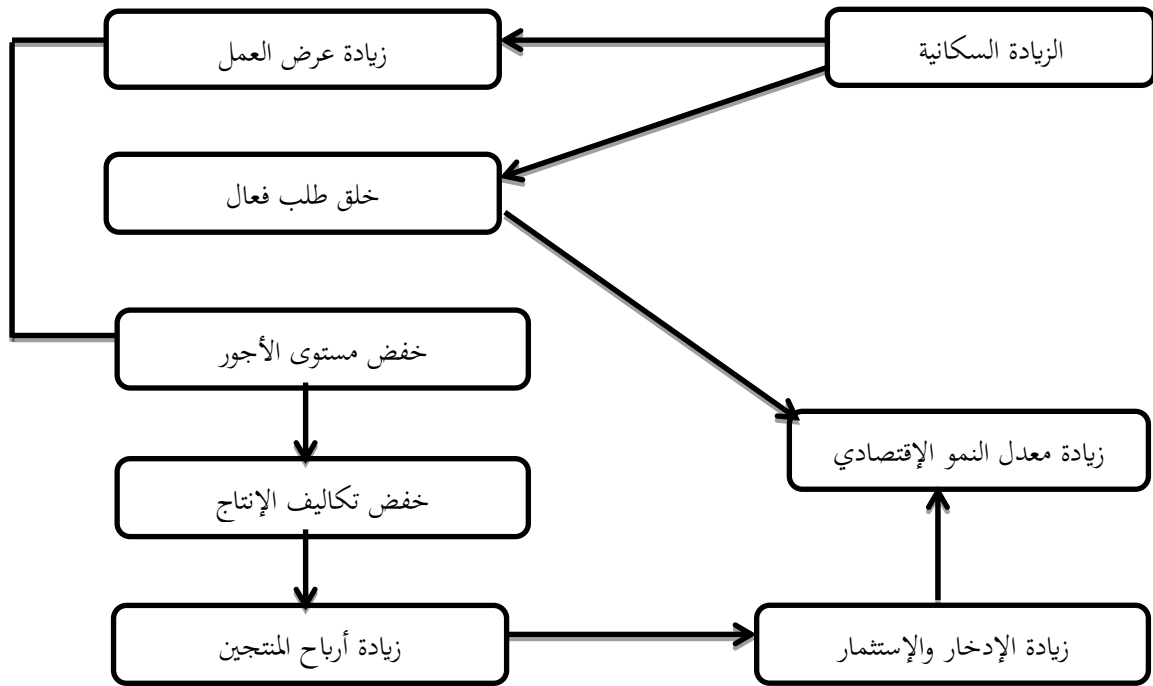 الزيادة السكانية
زيادة عرض العمل
خلق طلب فعال
خفض مستوى الأجور
زيادة معدل النمو الإقتصادي
خفض تكاليف الإنتاج
زيادة أرباح المنتجين
زيادة الإدخار والإستثمار